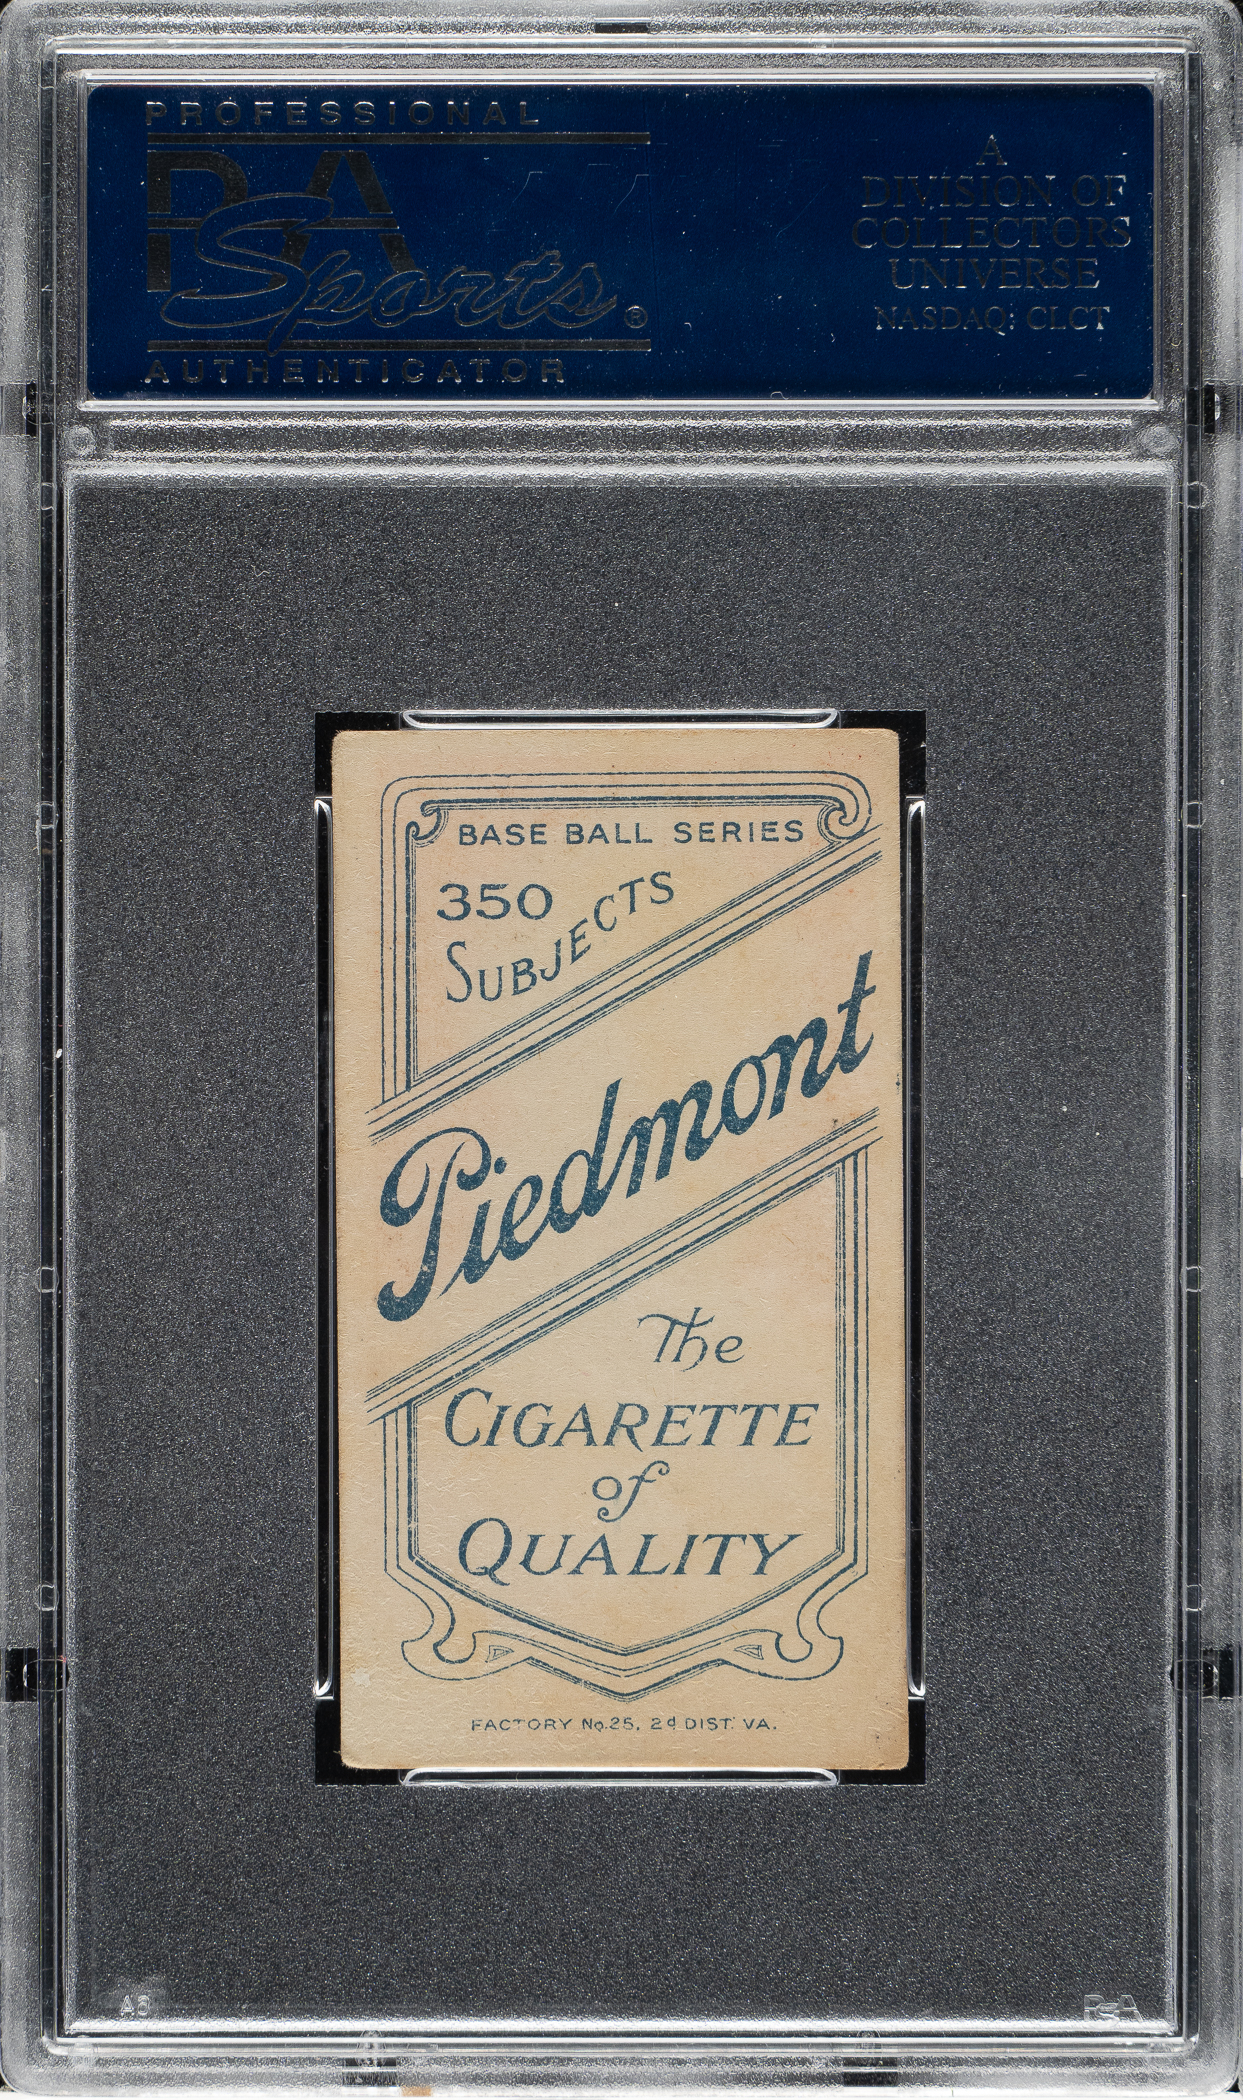 PROFESSIONAL
PSA
Sports®
AUTHENTICATOR
A
DIVISION OF
COLLECTORS
UNIVERSE
NASDAQ: CLCT
BASE BALL SERIES
350
SUBJECTS
Piedmont
The
CIGARETTE
of
QUALITY
FACTORY No. 25, 2d DIST. VA.
PSA